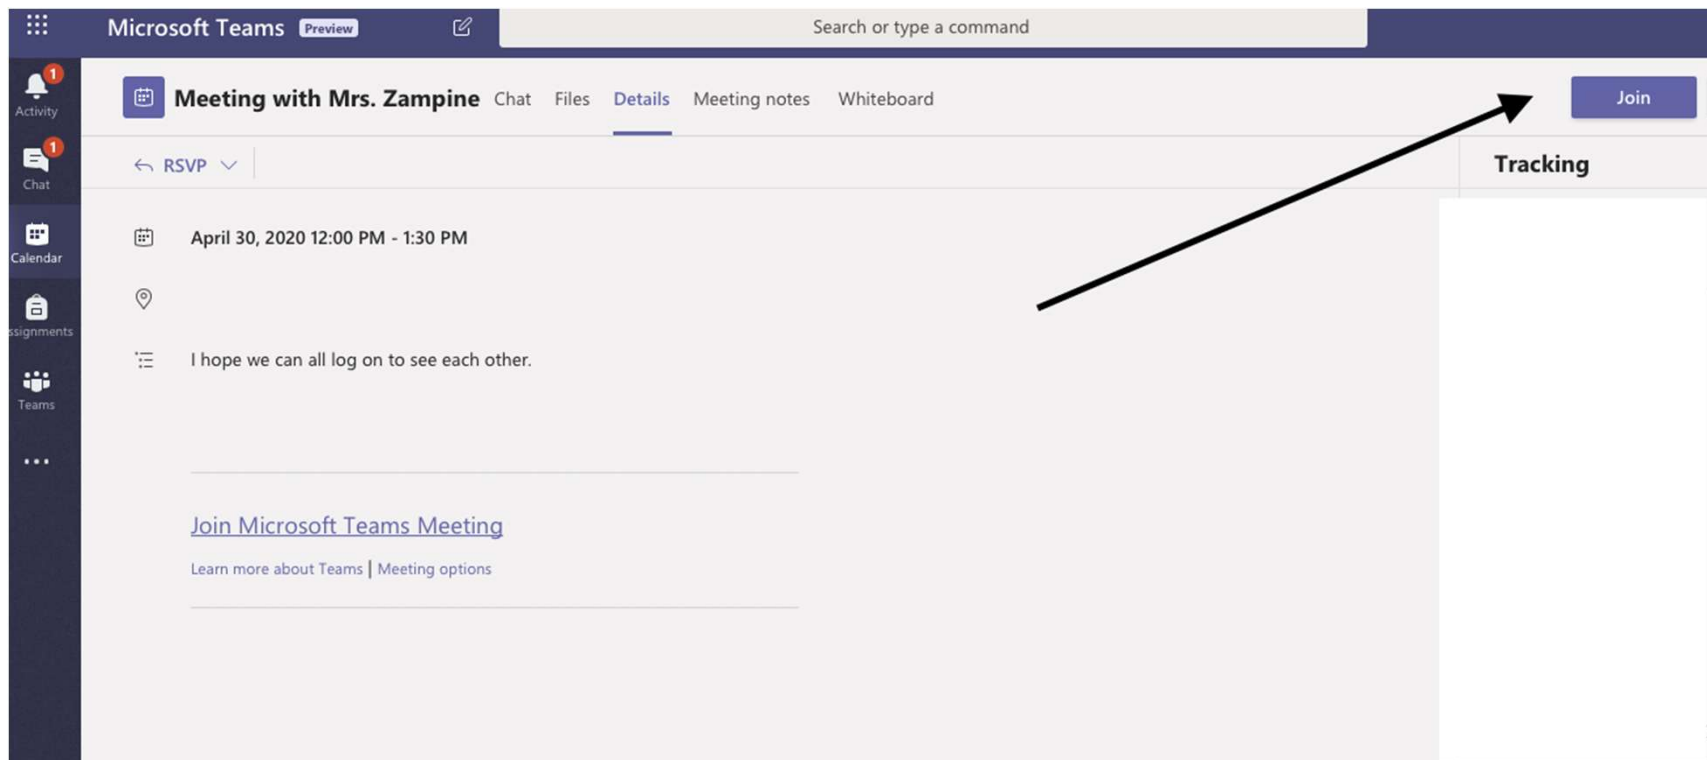 Microsoft Teams Preview
Search or type a command
1
Activity
1
Chat
Calendar
ssignments
Teams
Meeting with Mrs. Zampine Chat Files Details Meeting notes Whiteboard
Join
RSVP
Tracking
April 30, 2020 12:00 PM - 1:30 PM
I hope we can all log on to see each other.
Join Microsoft Teams Meeting
Learn more about Teams | Meeting options